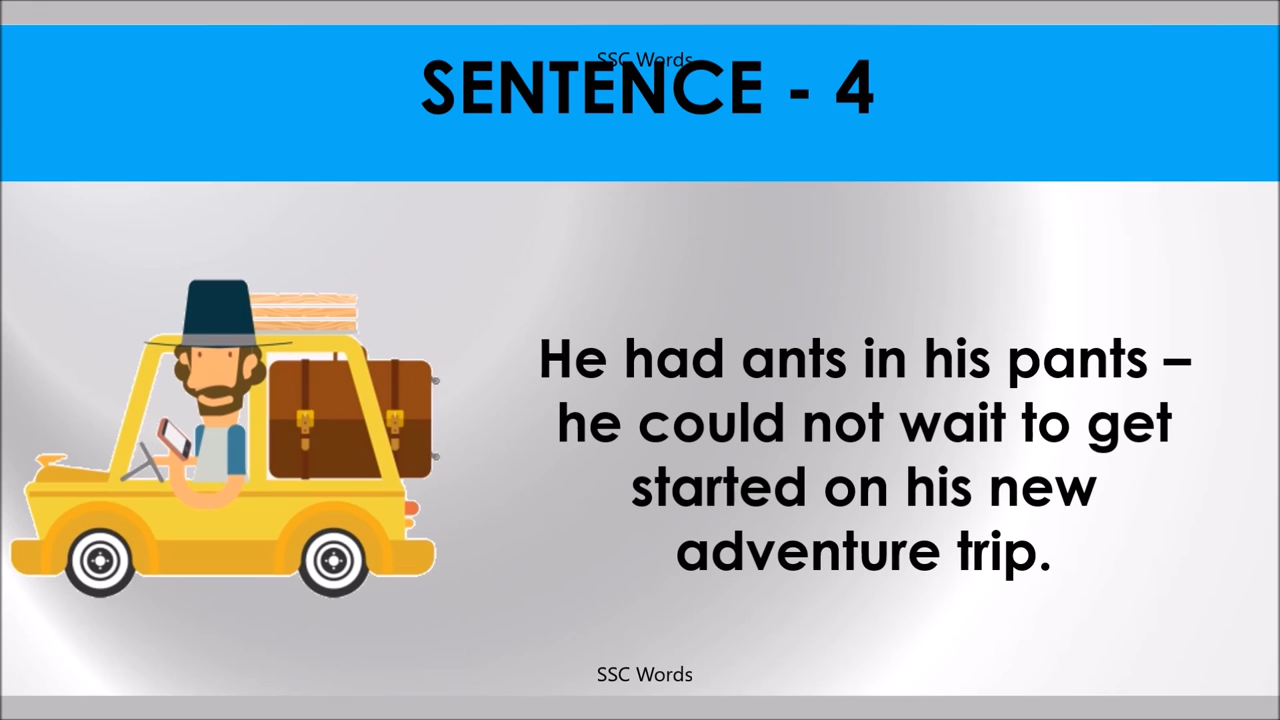 SSC Words
SENTENCE - 4
He had ants in his pants –
he could not wait to get
started on his new
adventure trip.
SSC Words